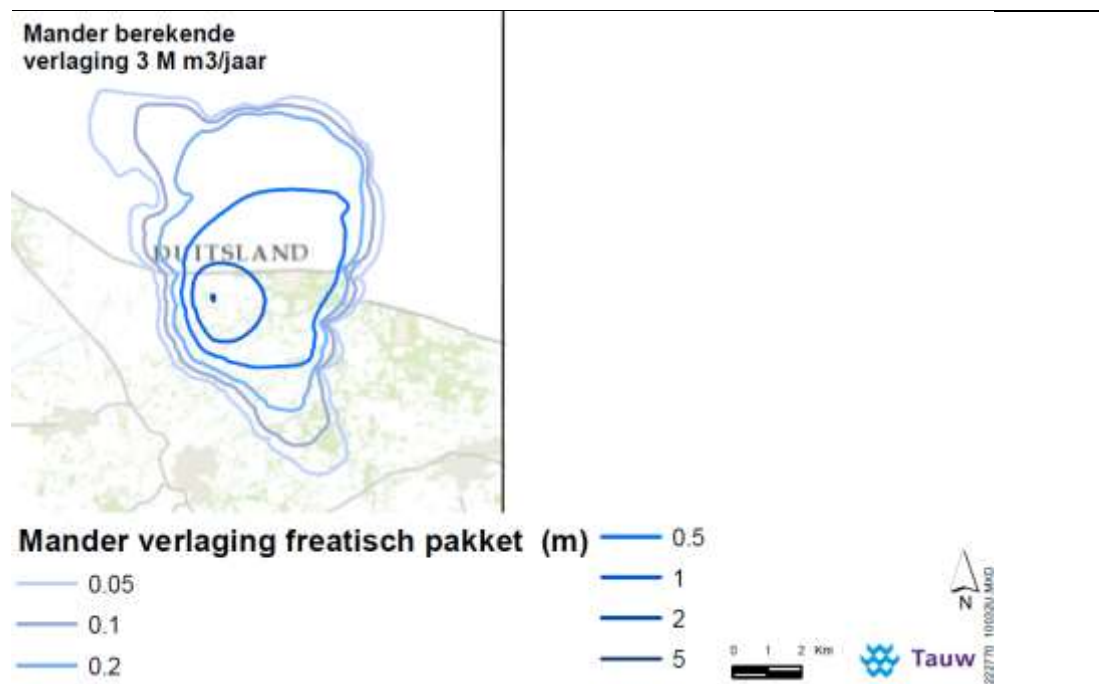 Mander berekende
verlaging 3 M m3/jaar
DUITSLAND
Mander verlaging freatisch pakket (m)
0.05
0.1
0.2
0.5
1
2
5
0 1 2 Km
N
Tauw